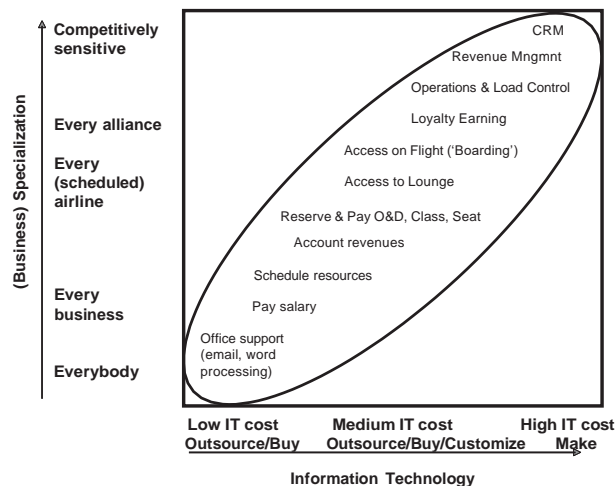 Competitively
sensitive
Every alliance
Every
(scheduled)
airline
Every
business
Everybody
(Business) Specialization
CRM
Revenue Mngmnt
Operations & Load Control
Loyalty Earning
Access on Flight (‘Boarding’)
Access to Lounge
Reserve & Pay O&D, Class, Seat
Account revenues
Schedule resources
Pay salary
Office support
(email, word
processing)
Low IT cost
Outsource/Buy
Medium IT cost
Outsource/Buy/Customize
High IT cost
Make
Information Technology